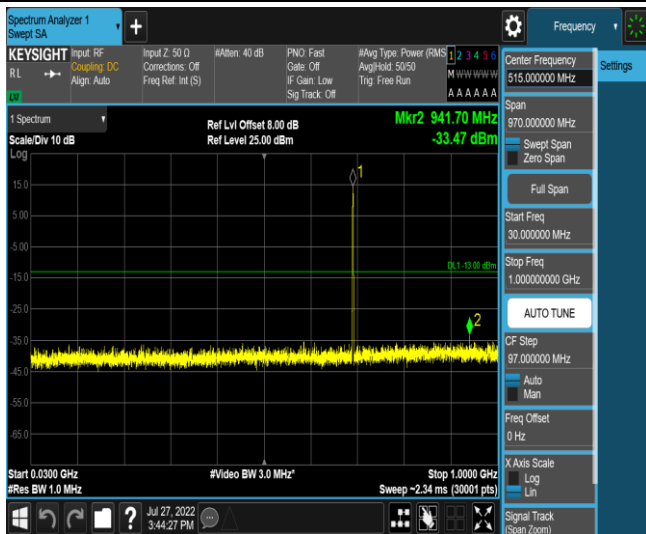 Spectrum Analyzer 1
Swept SA
+
Frequency
KEYSIGHT
RL
Input: RF
Coupling: DC
Align: Auto
Input Z: 50 Ω
Corrections: Off
Freq Ref: Int (S)
#Atten: 40 dB
PNO: Fast
Gate: Off
IF Gain: Low
Sig Track: Off
#Avg Type: Power (RMS
Avg|Hold: 50/50
Trig: Free Run
1 2 3 4 5 6
M W W W W W
A A A A A A
1 Spectrum
Scale/Div 10 dB
Log
Ref Lvl Offset 8.00 dB
Ref Level 25.00 dBm
Mkr2 941.70 MHz
-33.47 dBm
15.0
5.00
-5.00
-15.0
-25.0
-35.0
-45.0
-55.0
-65.0
1
DL1 -13.00 dBm
2
Start 0.0300 GHz
#Res BW 1.0 MHz
#Video BW 3.0 MHz*
Stop 1.0000 GHz
Sweep ~2.34 ms (30001 pts)
?
Jul 27, 2022
3:44:27 PM
Center Frequency
515.000000 MHz
Span
970.000000 MHz
Swept Span
Zero Span
Full Span
Start Freq
30.000000 MHz
Stop Freq
1.000000000 GHz
AUTO TUNE
CF Step
97.000000 MHz
Auto
Man
Freq Offset
0 Hz
X Axis Scale
Log
Lin
Signal Track
(Span Zoom)
Settings